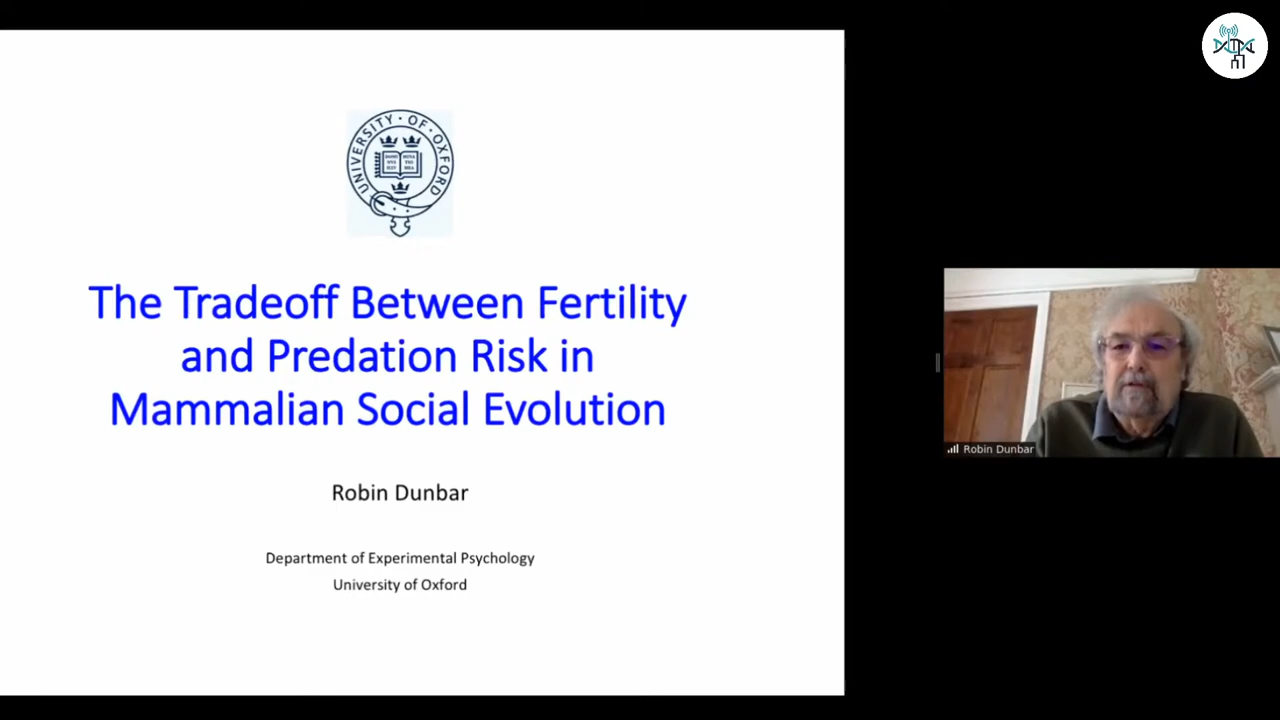 UNIVERSITY · OF · OXFORD
The Tradeoff Between Fertility
and Predation Risk in
Mammalian Social Evolution
Robin Dunbar
Department of Experimental Psychology
University of Oxford
Robin Dunbar